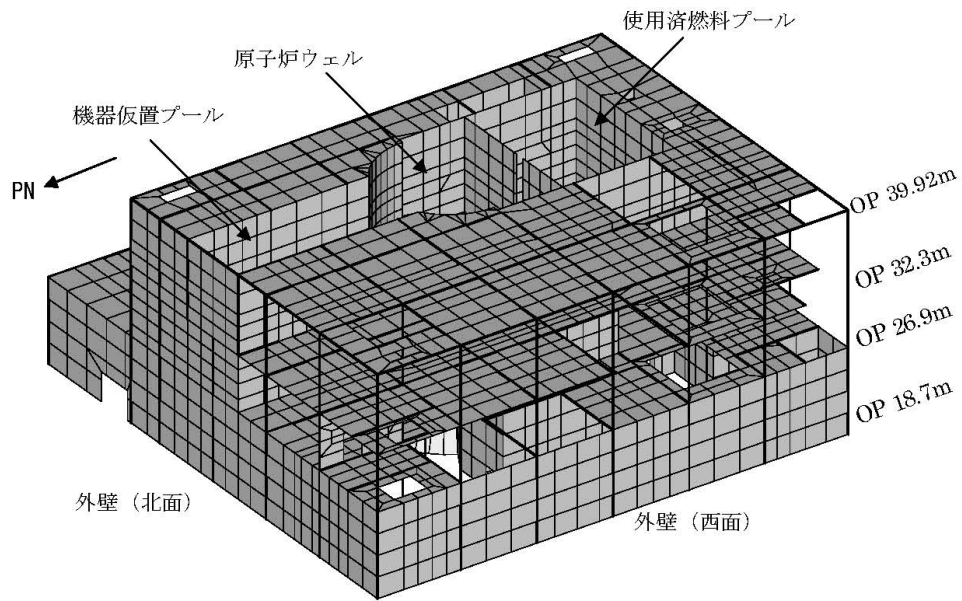 使用済燃料プール
原子炉ウェル
機器仮置プール
PN
OP 39.92m
OP 32.3m
OP 26.9m
OP 18.7m
外壁（北面）
外壁（西面）